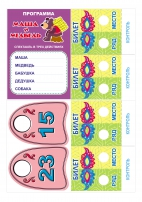 ПРОГРАММА
МАША
И
МЕДВЕДЬ
СПЕКТАКЛЬ В ТРЕХ ДЕЙСТВИЯХ
МАША
МЕДВЕДЬ
БАБУШКА
ДЕДУШКА
СОБАКА
15
23
БИЛЕТ
РЯД
МЕСТО
КОНТРОЛЬ
БИЛЕТ
РЯД
МЕСТО
КОНТРОЛЬ
БИЛЕТ
РЯД
МЕСТО
КОНТРОЛЬ
БИЛЕТ
РЯД
МЕСТО
КОНТРОЛЬ